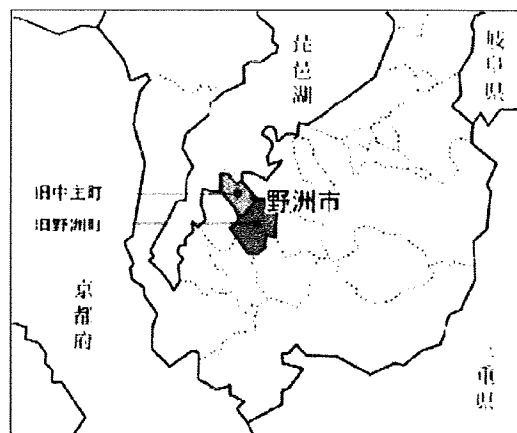 琵琶湖
岐阜県
旧中主町
野洲市
旧野洲町
京都府
三重県